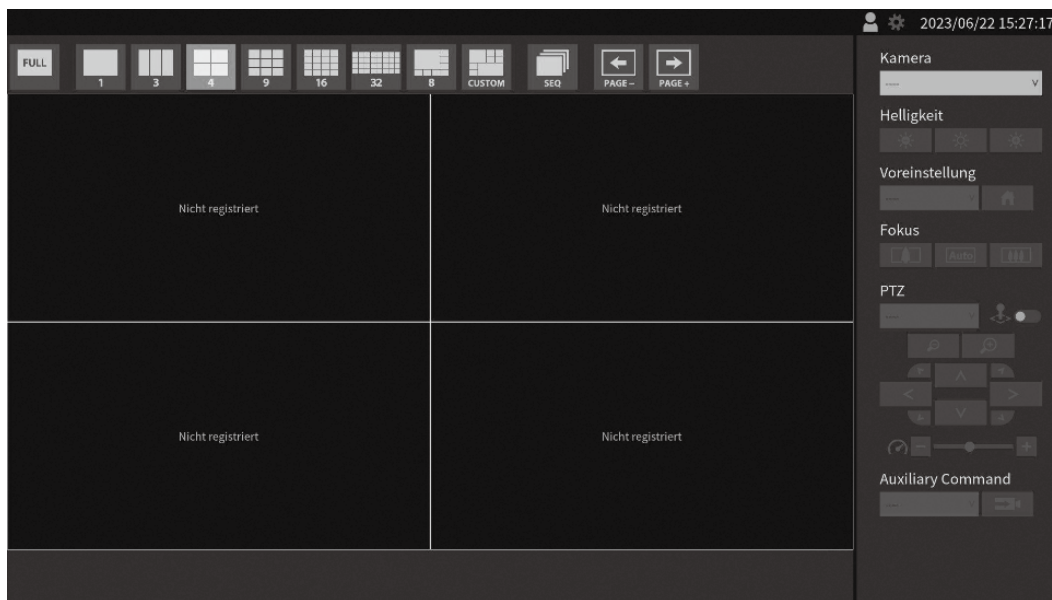 2023/06/22 15:27:17
FULL
1
3
4
9
16
32
8
CUSTOM
SEQ
PAGE−
PAGE+
Nicht registriert
Nicht registriert
Nicht registriert
Nicht registriert
Kamera
----
Helligkeit
Voreinstellung
----
Fokus
Auto
PTZ
----
Auxiliary Command
----